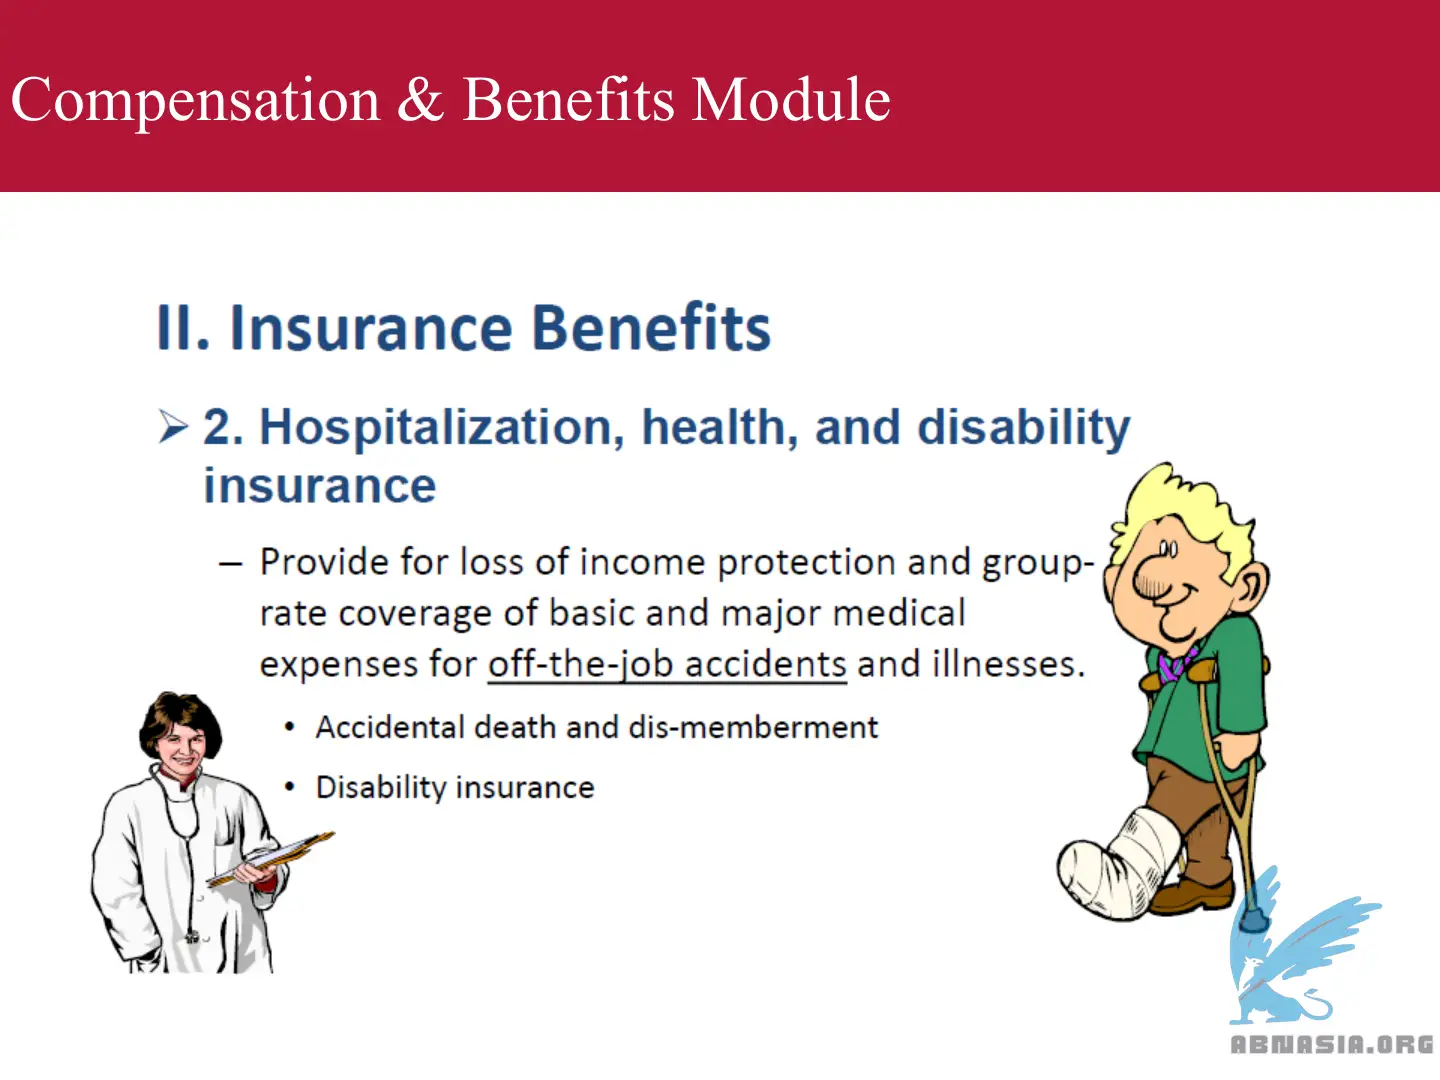 Compensation & Benefits Module
II. Insurance Benefits
➢ 2. Hospitalization, health, and disability
insurance
– Provide for loss of income protection and group-
rate coverage of basic and major medical
expenses for off-the-job accidents and illnesses.
• Accidental death and dis-memberment
• Disability insurance
ABNASIA.ORG